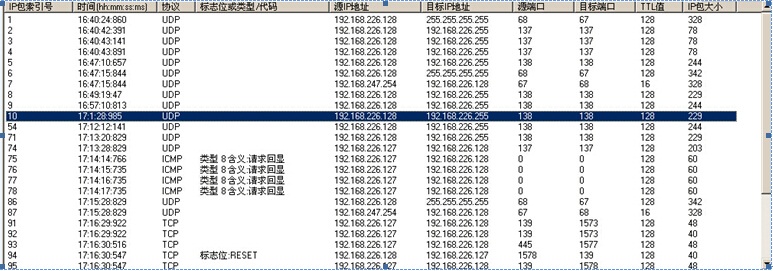 IP包索引号 时间(hh:mm:ss:ms) 协议 标志位或类型/代码 源IP地址 目标IP地址 源端口 目标端口 TTL值 IP包大小
1 16:40:24:860 UDP 192.168.226.128 255.255.255.255 68 67 128 328
2 16:40:42:391 UDP 192.168.226.128 192.168.226.255 137 137 128 78
3 16:40:43:141 UDP 192.168.226.128 192.168.226.255 137 137 128 78
4 16:40:43:891 UDP 192.168.226.128 192.168.226.255 137 137 128 78
5 16:47:10:657 UDP 192.168.226.128 192.168.226.255 138 138 128 244
6 16:47:15:844 UDP 192.168.226.128 255.255.255.255 68 67 128 342
7 16:47:15:844 UDP 192.168.247.254 192.168.226.128 67 68 16 328
8 16:49:19:47 UDP 192.168.226.128 192.168.226.255 138 138 128 229
9 16:57:10:813 UDP 192.168.226.128 192.168.226.255 138 138 128 244
10 17:1:28:985 UDP 192.168.226.128 192.168.226.255 138 138 128 229
54 17:12:12:141 UDP 192.168.226.128 192.168.226.255 138 138 128 244
71 17:13:20:829 UDP 192.168.226.128 192.168.226.255 138 138 128 229
74 17:13:28:829 UDP 192.168.226.127 192.168.226.128 137 137 128 203
75 17:14:14:766 ICMP 类型 8 含义:请求回显 192.168.226.127 192.168.226.128 0 0 128 60
76 17:14:15:735 ICMP 类型 8 含义:请求回显 192.168.226.127 192.168.226.128 0 0 128 60
77 17:14:16:735 ICMP 类型 8 含义:请求回显 192.168.226.127 192.168.226.128 0 0 128 60
78 17:14:17:735 ICMP 类型 8 含义:请求回显 192.168.226.127 192.168.226.128 0 0 128 60
86 17:15:28:829 UDP 192.168.226.128 255.255.255.255 68 67 128 342
87 17:15:28:829 UDP 192.168.247.254 192.168.226.128 67 68 16 328
91 17:16:29:922 TCP 192.168.226.127 192.168.226.128 139 1573 128 48
92 17:16:29:922 TCP 192.168.226.127 192.168.226.128 139 1573 128 40
93 17:16:30:516 TCP 192.168.226.127 192.168.226.128 445 1577 128 48
94 17:16:30:547 TCP 标志位:RESET 192.168.226.128 192.168.226.127 1578 139 128 40
95 17:16:30:547 TCP 192.168.226.127 192.168.226.128 139 1578 128 48